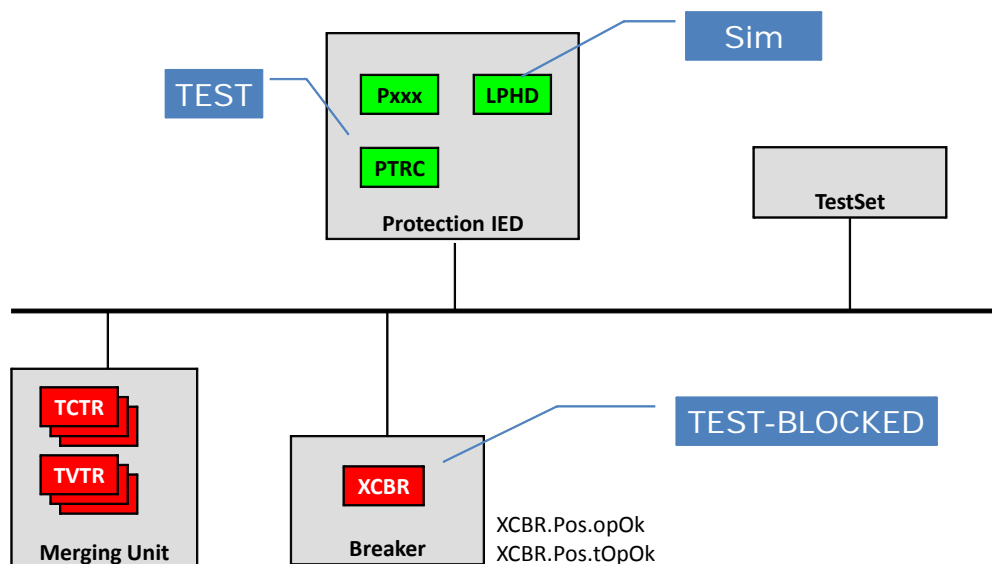 Sim
TEST
Pxxx
LPHD
PTRC
Protection IED
TestSet
TCTR
TVTR
Merging Unit
TEST-BLOCKED
XCBR
Breaker
XCBR.Pos.opOk
XCBR.Pos.tOpOk